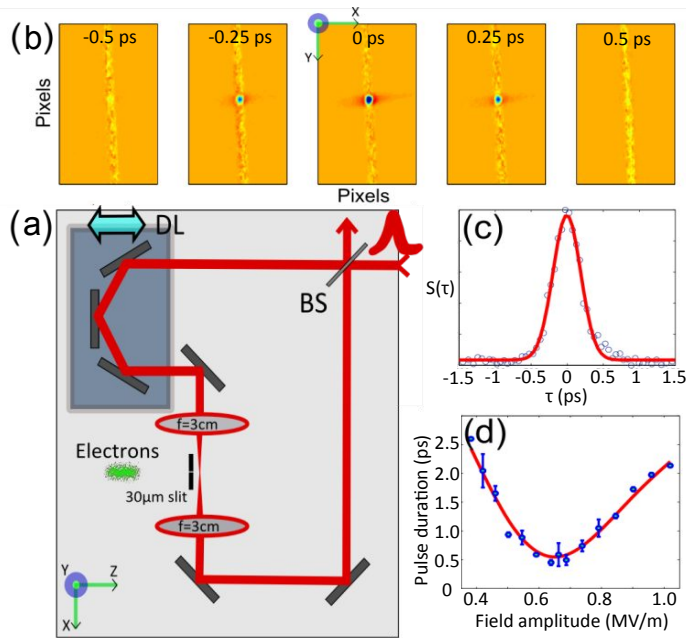 (b)
-0.5 ps
-0.25 ps
X
Y
0 ps
0.25 ps
0.5 ps
Pixels
Pixels
(a)
DL
BS
f=3cm
Electrons
30μm slit
f=3cm
Y
Z
X
(c)
S(τ)
-1.5 -1.0 -0.5 0 0.5 1.0 1.5
τ (ps)
(d)
Pulse duration (ps)
2.5
2.0
1.5
1.0
0.5
0
0.4 0.6 0.8 1.0
Field amplitude (MV/m)